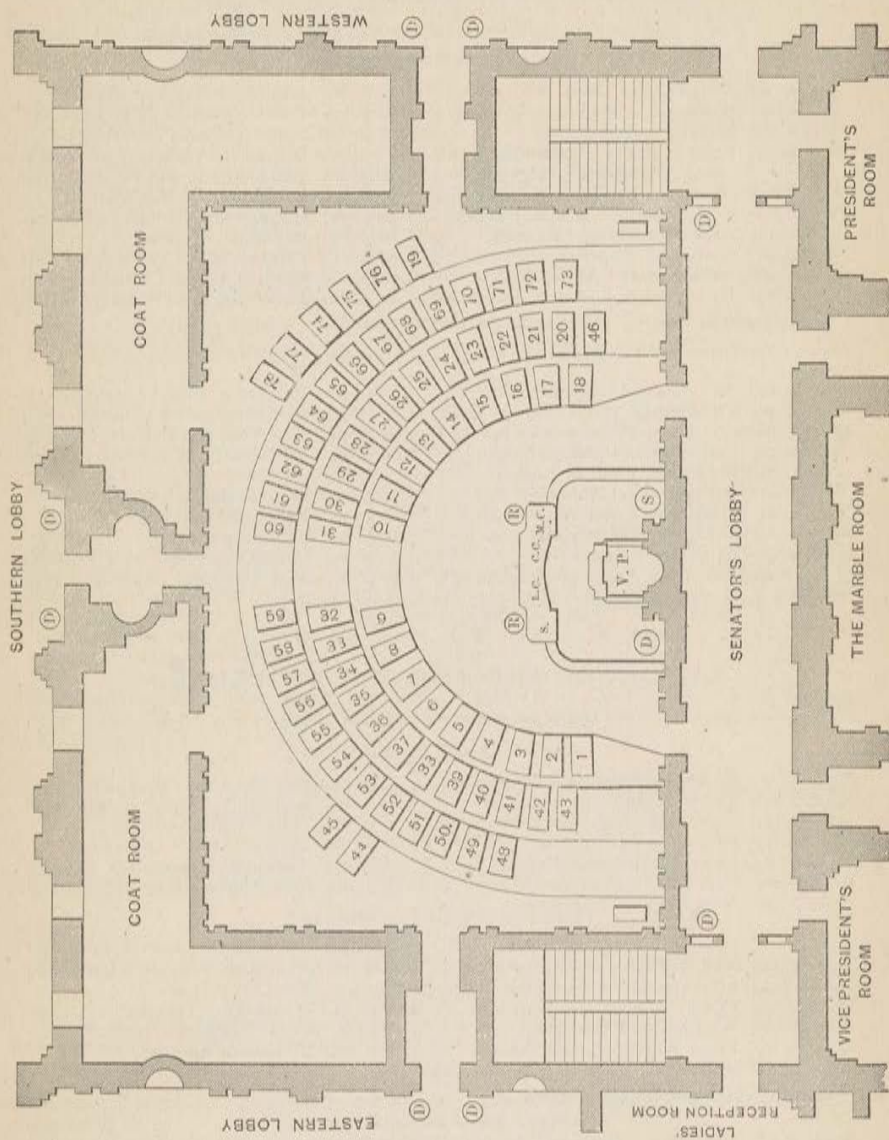 SOUTHERN LOBBY
D
D
COAT ROOM
COAT ROOM
EASTERN LOBBY
WESTERN LOBBY
D
D
D
D
44 45
78 77 74 75 76 19
48 49 50 51 52 53 54 55 56 57 58 59
60 61 62 63 64 65 66 67 68 69 70 71 72 73
43 42 41 40 39 38 37 36 35 34 33 32
31 30 29 28 27 26 25 24 23 22 21 20 46
1 2 3 4 5 6 7 8 9
10 11 12 13 14 15 16 17 18
R R
S. L.C. C.C. M.C.
V. P.
D S
D
D
SENATOR'S LOBBY
LADIES'
RECEPTION ROOM
VICE PRESIDENT'S
ROOM
THE MARBLE ROOM
PRESIDENT'S
ROOM